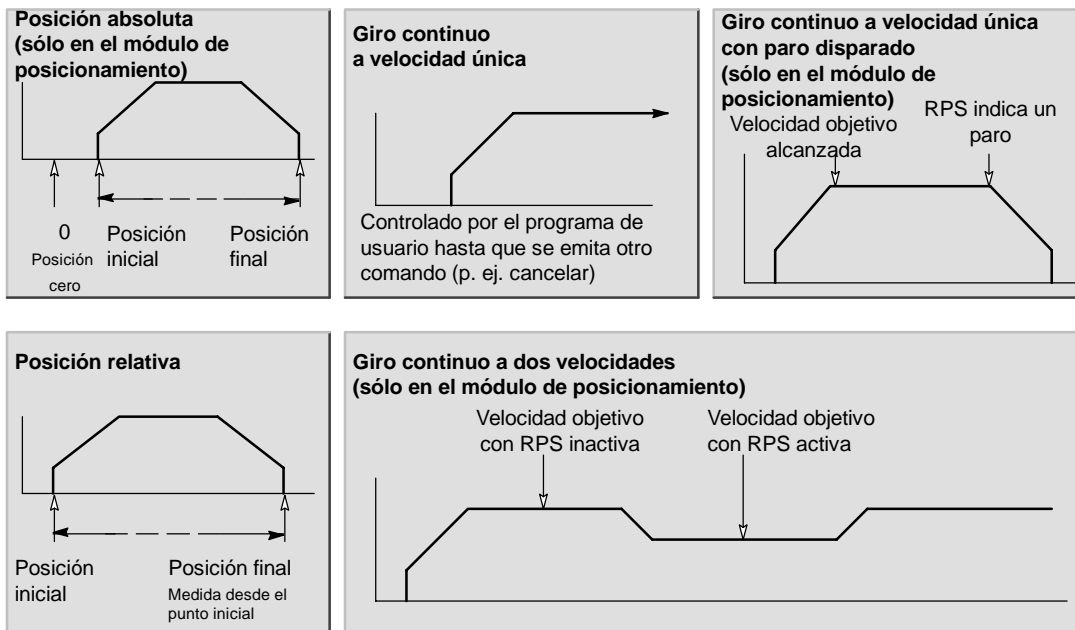 Posición absoluta
(sólo en el módulo de
posicionamiento)
0
Posición
cero
Posición
inicial
Posición
final
Giro continuo
a velocidad única
Controlado por el programa de
usuario hasta que se emita otro
comando (p. ej. cancelar)
Giro continuo a velocidad única
con paro disparado
(sólo en el módulo de
posicionamiento)
Velocidad objetivo
alcanzada
RPS indica un
paro
Posición relativa
Posición
inicial
Posición final
Medida desde el
punto inicial
Giro continuo a dos velocidades
(sólo en el módulo de posicionamiento)
Velocidad objetivo
con RPS inactiva
Velocidad objetivo
con RPS activa